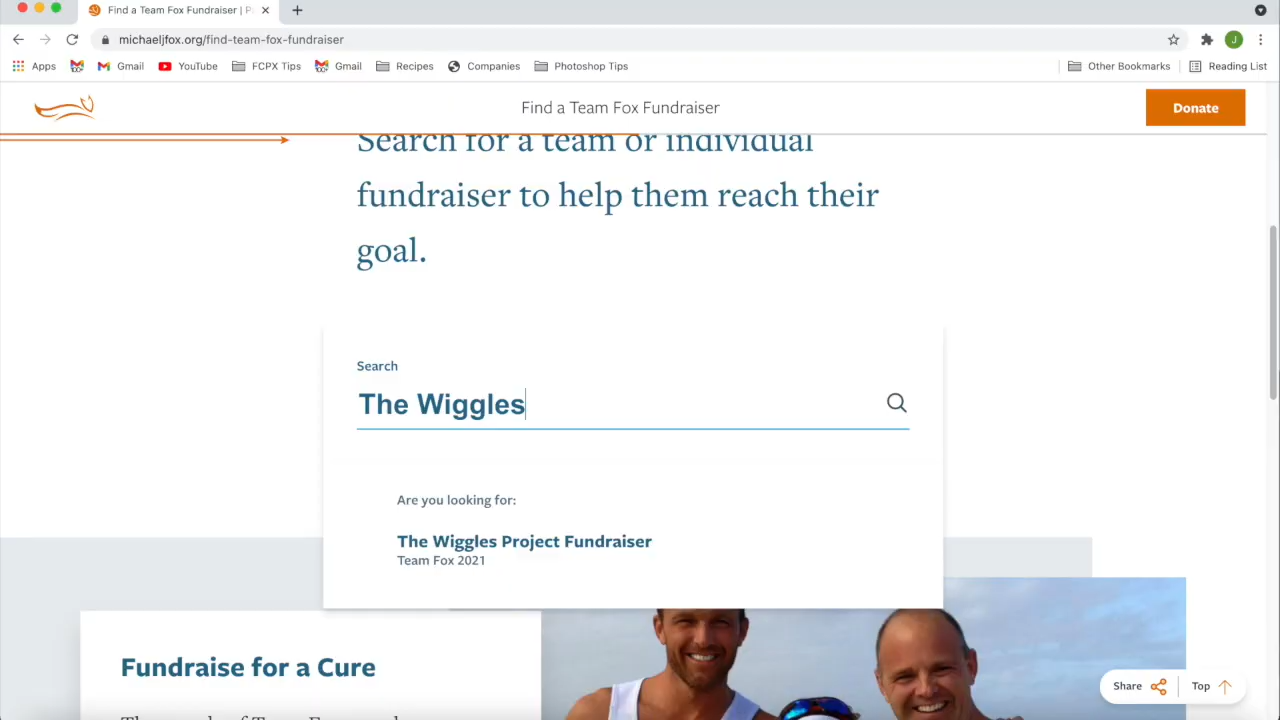 Find a Team Fox Fundraiser | P
michaeljfox.org/find-team-fox-fundraiser
J
Apps
Gmail
YouTube
FCPX Tips
Gmail
Recipes
Companies
Photoshop Tips
Other Bookmarks
Reading List
Find a Team Fox Fundraiser
Donate
Search for a team or individual
fundraiser to help them reach their
goal.
Search
The Wiggles
Are you looking for:
The Wiggles Project Fundraiser
Team Fox 2021
Fundraise for a Cure
Share
Top